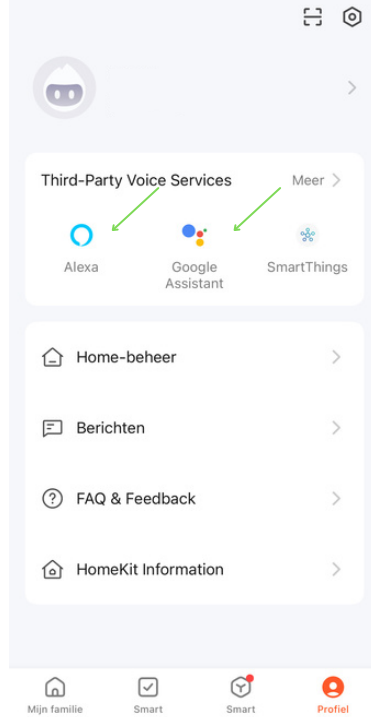 Third-Party Voice Services Meer
Alexa Google Assistant SmartThings
Home-beheer
Berichten
FAQ & Feedback
HomeKit Information
Mijn familie Smart Smart Profiel